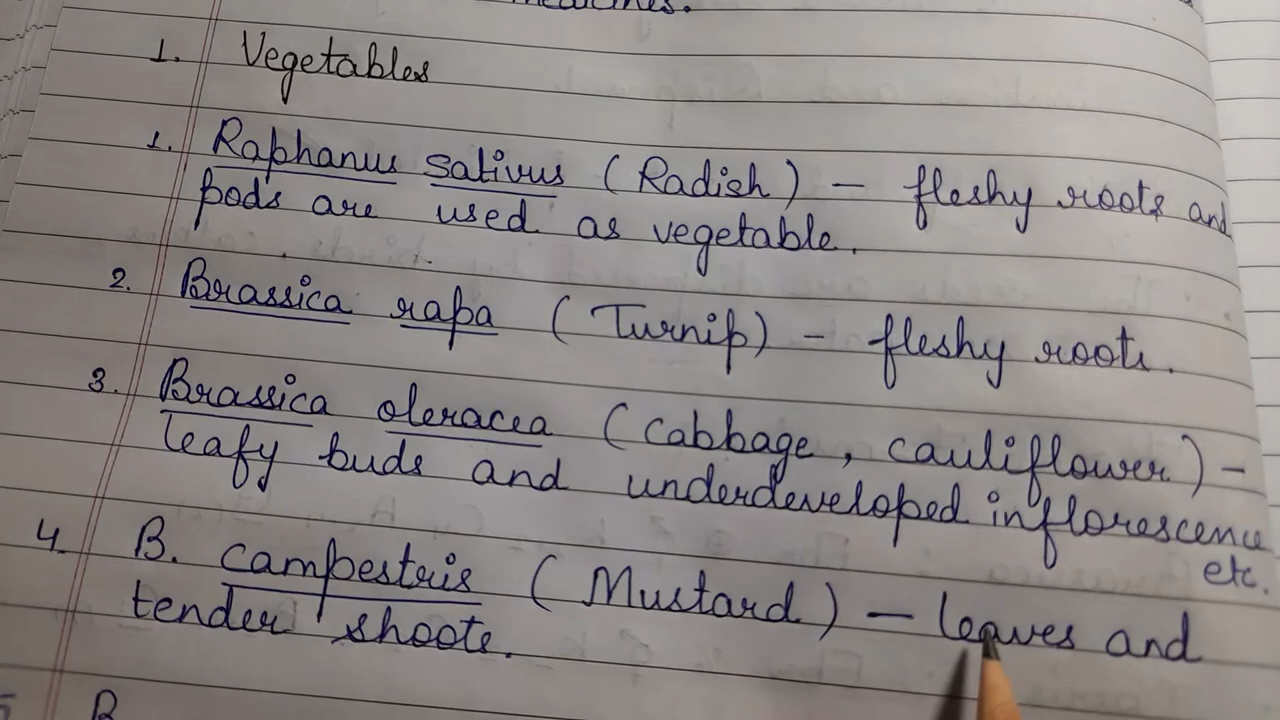 medicines.
1. Vegetables
1. Raphanus sativus (Radish) - fleshy roots and
pods are used as vegetable.
2. Brassica rapa (Turnip) - fleshy roots.
3. Brassica oleracea (cabbage, cauliflower) -
leafy buds and underdeveloped inflorescence
etc.
4. B. campestris (Mustard) - leaves and
tender shoots.
5 B